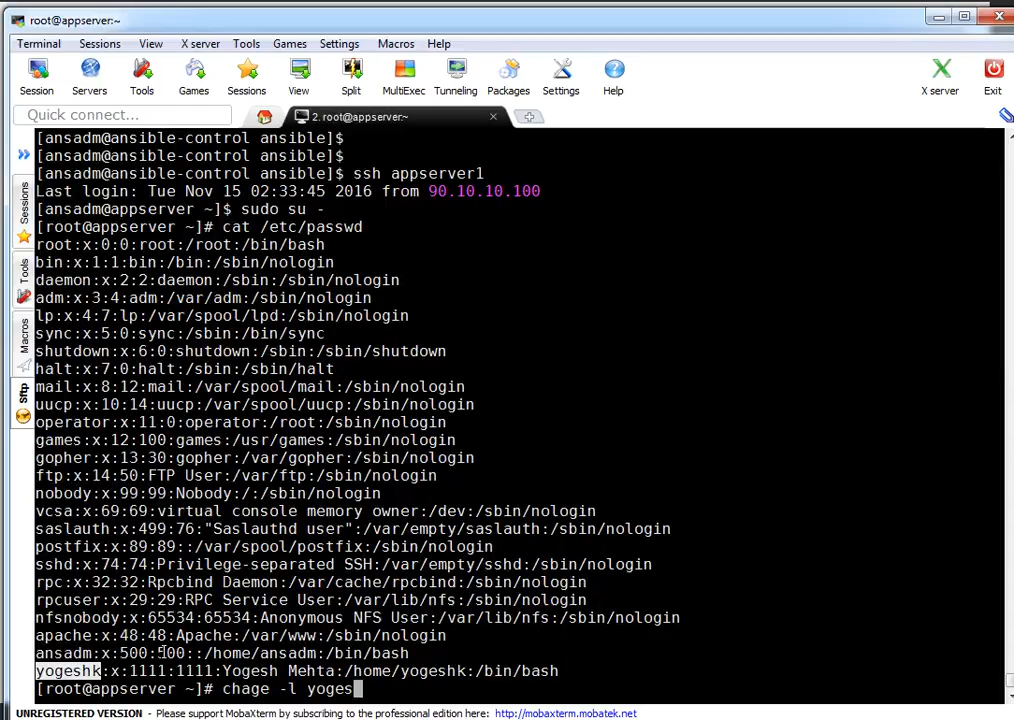 root@appserver:~
Terminal Sessions View X server Tools Games Settings Macros Help
Session Servers Tools Games Sessions View Split MultiExec Tunneling Packages Settings Help X server Exit
Quick connect...
2. root@appserver:~
Sessions
Tools
Macros
Sftp
[ansadm@ansible-control ansible]$
[ansadm@ansible-control ansible]$
[ansadm@ansible-control ansible]$ ssh appserver1
Last login: Tue Nov 15 02:33:45 2016 from 90.10.10.100
[ansadm@appserver ~]$ sudo su -
[root@appserver ~]# cat /etc/passwd
root:x:0:0:root:/root:/bin/bash
bin:x:1:1:bin:/bin:/sbin/nologin
daemon:x:2:2:daemon:/sbin:/sbin/nologin
adm:x:3:4:adm:/var/adm:/sbin/nologin
lp:x:4:7:lp:/var/spool/lpd:/sbin/nologin
sync:x:5:0:sync:/sbin:/bin/sync
shutdown:x:6:0:shutdown:/sbin:/sbin/shutdown
halt:x:7:0:halt:/sbin:/sbin/halt
mail:x:8:12:mail:/var/spool/mail:/sbin/nologin
uucp:x:10:14:uucp:/var/spool/uucp:/sbin/nologin
operator:x:11:0:operator:/root:/sbin/nologin
games:x:12:100:games:/usr/games:/sbin/nologin
gopher:x:13:30:gopher:/var/gopher:/sbin/nologin
ftp:x:14:50:FTP User:/var/ftp:/sbin/nologin
nobody:x:99:99:Nobody:/:/sbin/nologin
vcsa:x:69:69:virtual console memory owner:/dev:/sbin/nologin
saslauth:x:499:76:"Saslauthd user":/var/empty/saslauth:/sbin/nologin
postfix:x:89:89::/var/spool/postfix:/sbin/nologin
sshd:x:74:74:Privilege-separated SSH:/var/empty/sshd:/sbin/nologin
rpc:x:32:32:Rpcbind Daemon:/var/cache/rpcbind:/sbin/nologin
rpcuser:x:29:29:RPC Service User:/var/lib/nfs:/sbin/nologin
nfsnobody:x:65534:65534:Anonymous NFS User:/var/lib/nfs:/sbin/nologin
apache:x:48:48:Apache:/var/www:/sbin/nologin
ansadm:x:500:500::/home/ansadm:/bin/bash
yogeshk:x:1111:1111:Yogesh Mehta:/home/yogeshk:/bin/bash
[root@appserver ~]# chage -l yoges
UNREGISTERED VERSION - Please support MobaXterm by subscribing to the professional edition here: http://mobaxterm.mobatek.net